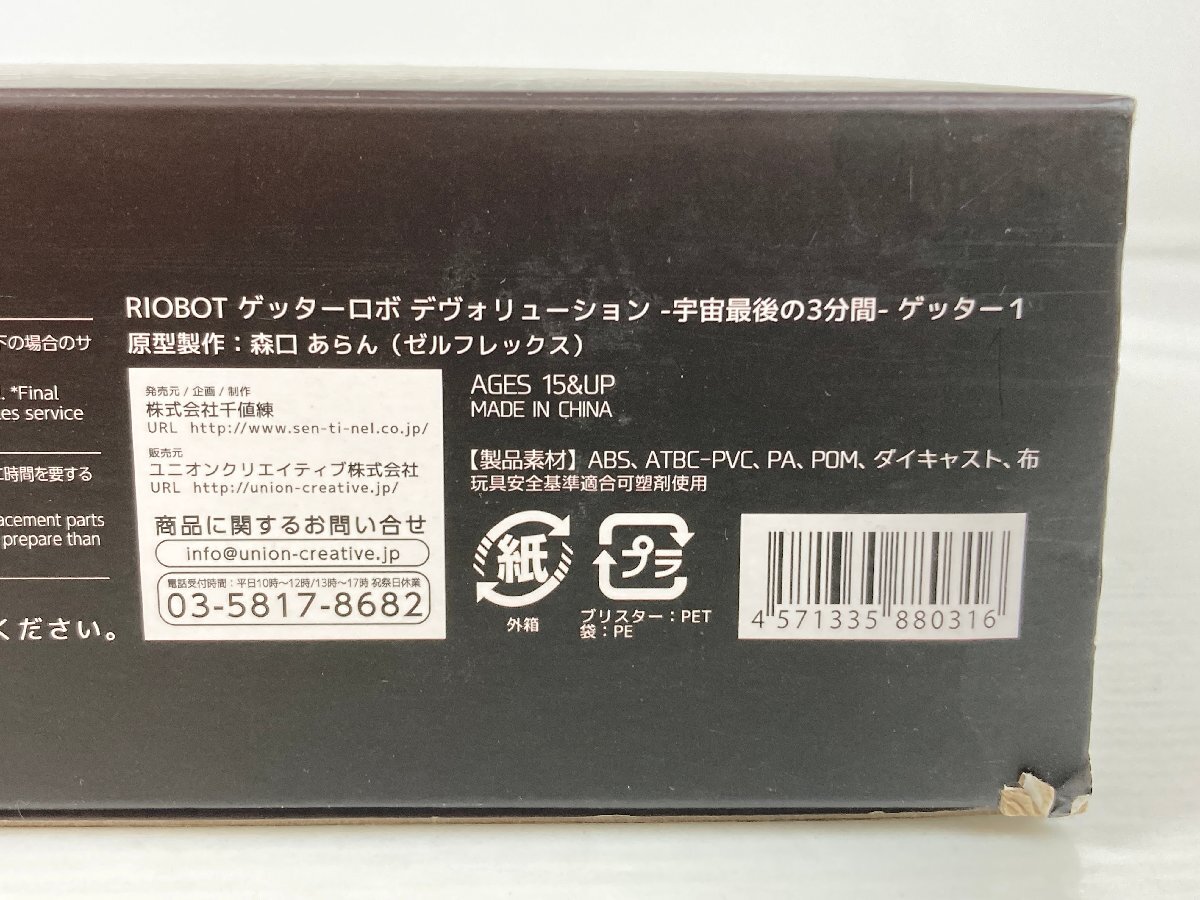 RIOBOT ゲッターロボ デヴォリューション -宇宙最後の3分間- ゲッター1
原型製作：森口 あらん（ゼルフレックス）
下の場合のサ
. *Final
es service
に時間を要する
acement parts
prepare than
ください。
発売元 / 企画 / 制作
株式会社千値練
URL http://www.sen-ti-nel.co.jp/
販売元
ユニオンクリエイティブ株式会社
URL http://union-creative.jp/
商品に関するお問い合せ
info@union-creative.jp
電話受付時間：平日10時〜12時/13時〜17時 祝祭日休業
03-5817-8682
AGES 15&UP
MADE IN CHINA
【製品素材】ABS、ATBC-PVC、PA、POM、ダイキャスト、布
玩具安全基準適合可塑剤使用
紙
外箱
プラ
ブリスター：PET
袋：PE
4 571335 880316